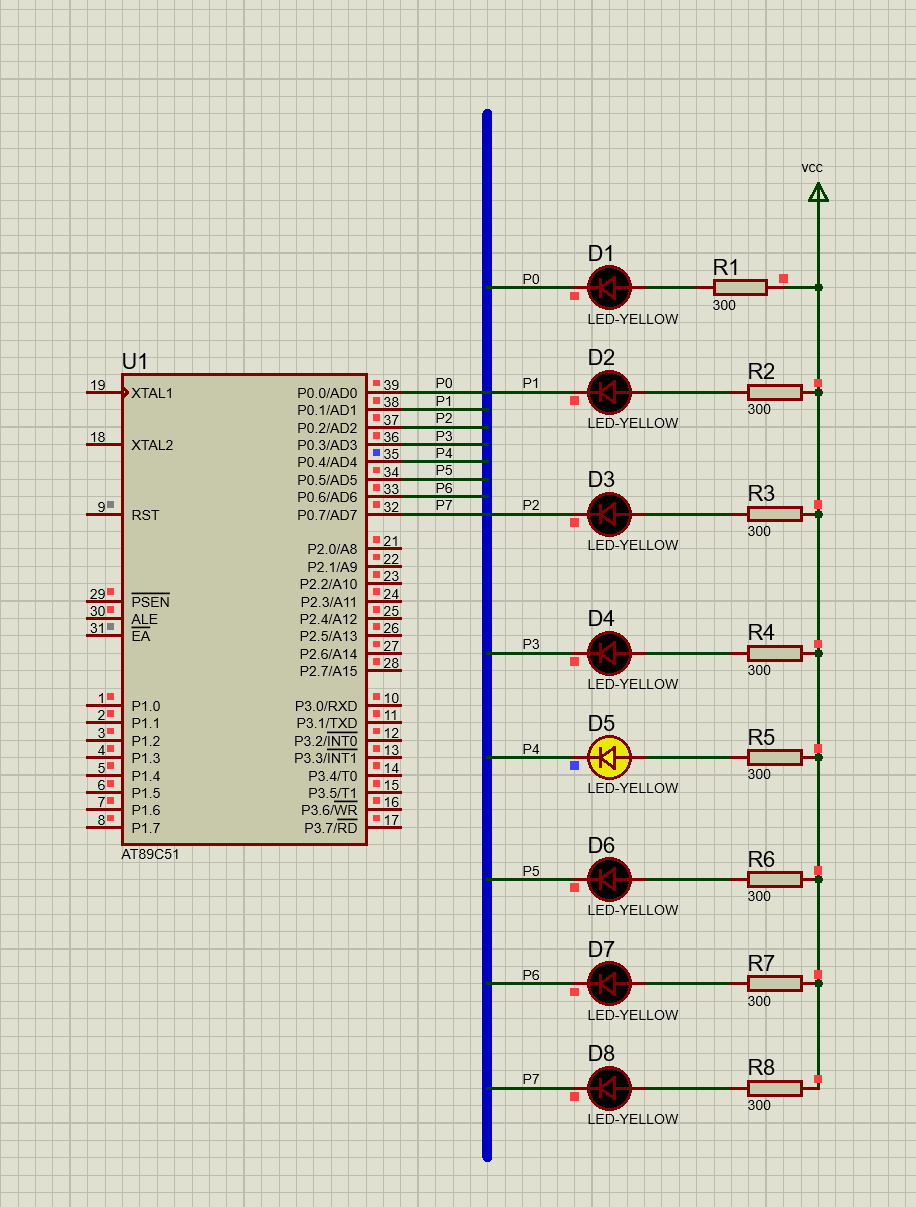 vcc
D1
R1
P0
300
LED-YELLOW
D2
R2
P1
300
LED-YELLOW
D3
R3
P2
300
LED-YELLOW
D4
R4
P3
300
LED-YELLOW
D5
R5
P4
300
LED-YELLOW
D6
R6
P5
300
LED-YELLOW
D7
R7
P6
300
LED-YELLOW
D8
R8
P7
300
LED-YELLOW
U1
19 XTAL1
18 XTAL2
9 RST
29 PSEN
30 ALE
31 EA
1 P1.0
2 P1.1
3 P1.2
4 P1.3
5 P1.4
6 P1.5
7 P1.6
8 P1.7
P0.0/AD0 39 P0
P0.1/AD1 38 P1
P0.2/AD2 37 P2
P0.3/AD3 36 P3
P0.4/AD4 35 P4
P0.5/AD5 34 P5
P0.6/AD6 33 P6
P0.7/AD7 32 P7
P2.0/A8 21
P2.1/A9 22
P2.2/A10 23
P2.3/A11 24
P2.4/A12 25
P2.5/A13 26
P2.6/A14 27
P2.7/A15 28
P3.0/RXD 10
P3.1/TXD 11
P3.2/INT0 12
P3.3/INT1 13
P3.4/T0 14
P3.5/T1 15
P3.6/WR 16
P3.7/RD 17
AT89C51